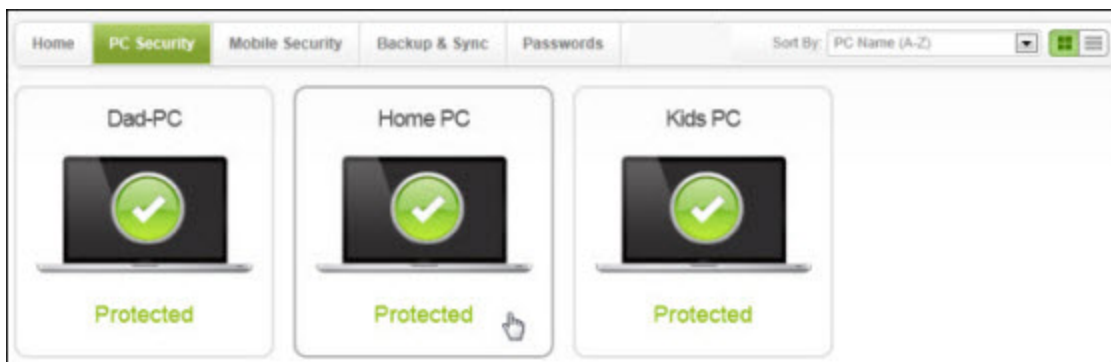 Home PC Security Mobile Security Backup & Sync Passwords Sort By: PC Name (A-Z)
Dad-PC Home PC Kids PC
Protected Protected Protected